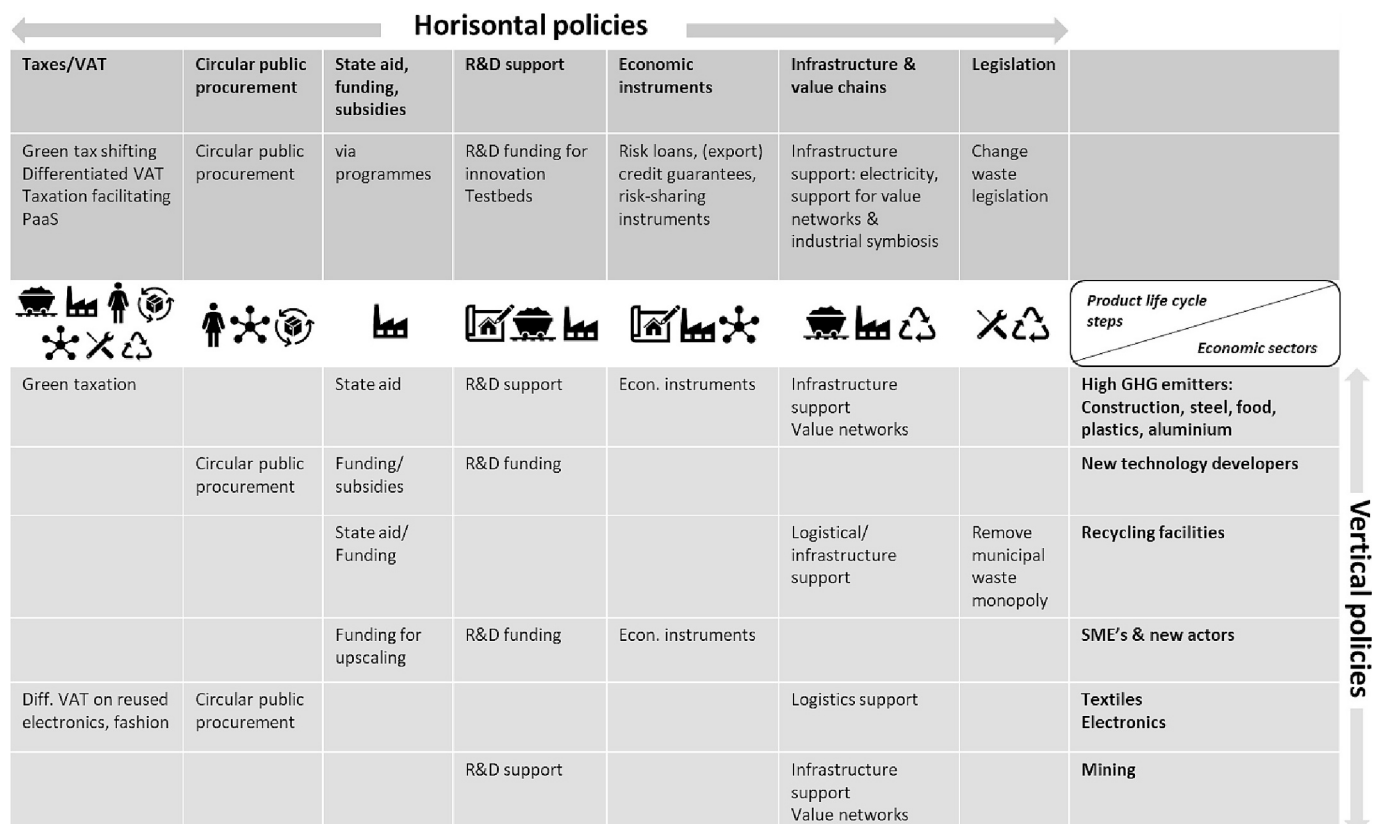 Horisontal policies
Taxes/VAT
Circular public
procurement
State aid,
funding,
subsidies
R&D support
Economic
instruments
Infrastructure &
value chains
Legislation
Green tax shifting
Differentiated VAT
Taxation facilitating
PaaS
Circular public
procurement
via
programmes
R&D funding for
innovation
Testbeds
Risk loans, (export)
credit guarantees,
risk-sharing
instruments
Infrastructure
support: electricity,
support for value
networks &
industrial symbiosis
Change
waste
legislation
Product life cycle
steps
Economic sectors
Green taxation
State aid
R&D support
Econ. instruments
Infrastructure
support
Value networks
High GHG emitters:
Construction, steel, food,
plastics, aluminium
Circular public
procurement
Funding/
subsidies
R&D funding
New technology developers
State aid/
Funding
Logistical/
infrastructure
support
Remove
municipal
waste
monopoly
Recycling facilities
Funding for
upscaling
R&D funding
Econ. instruments
SME's & new actors
Diff. VAT on reused
electronics, fashion
Circular public
procurement
Logistics support
Textiles
Electronics
R&D support
Infrastructure
support
Value networks
Mining
Vertical policies